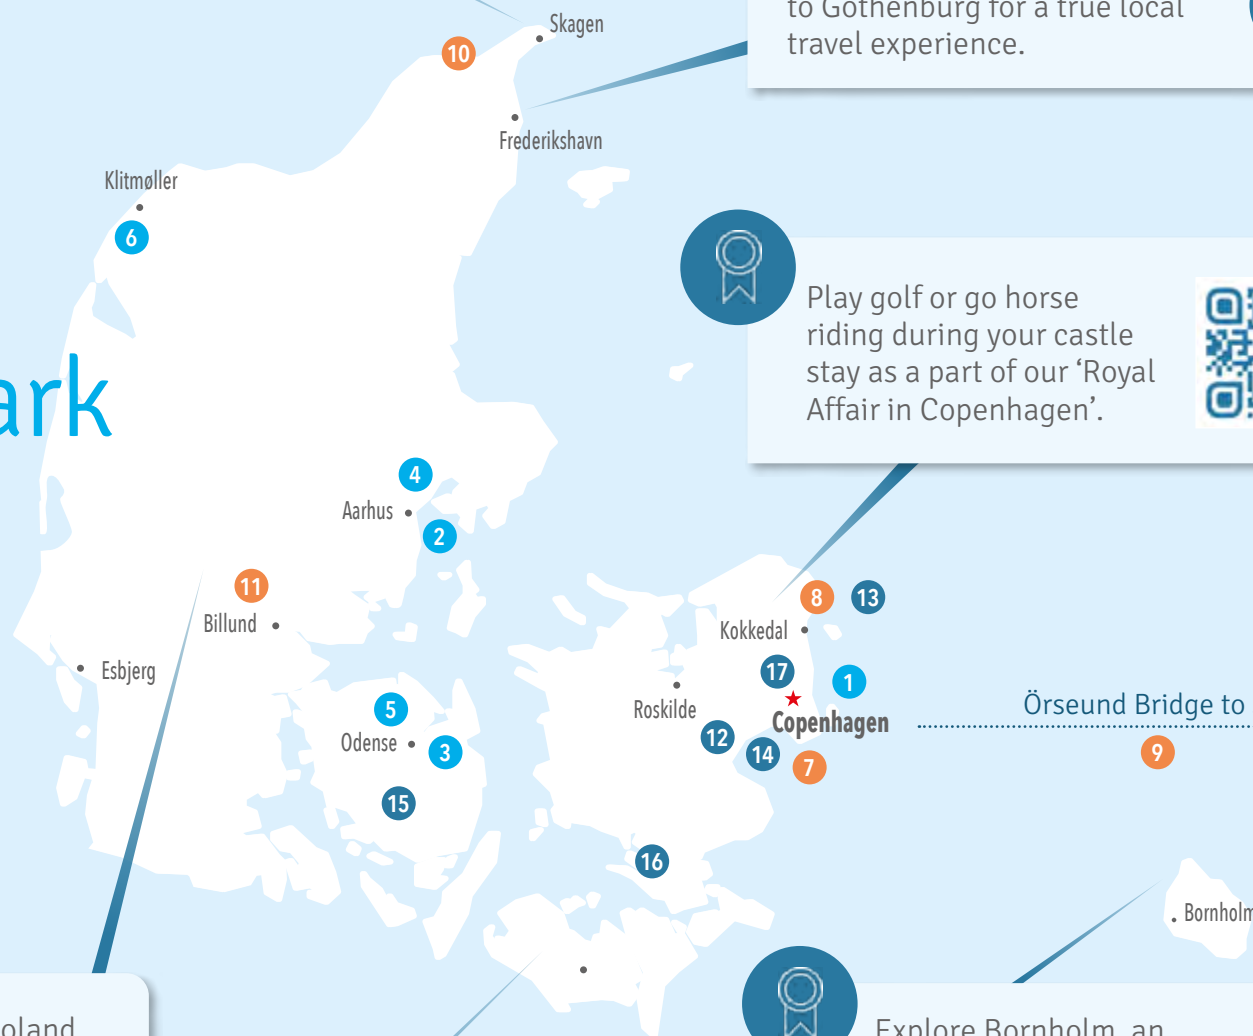 to Gothenburg for a true local
travel experience.
Skagen
10
Frederikshavn
Klitmøller
6
Play golf or go horse
riding during your castle
stay as a part of our ‘Royal
Affair in Copenhagen’.
ark
4
Aarhus
2
11
Billund
8
13
Kokkedal
Esbjerg
17
1
5
Roskilde
Örseund Bridge to
Copenhagen
Odense
3
12
14
7
9
15
16
Bornholm
oland
Explore Bornholm, an